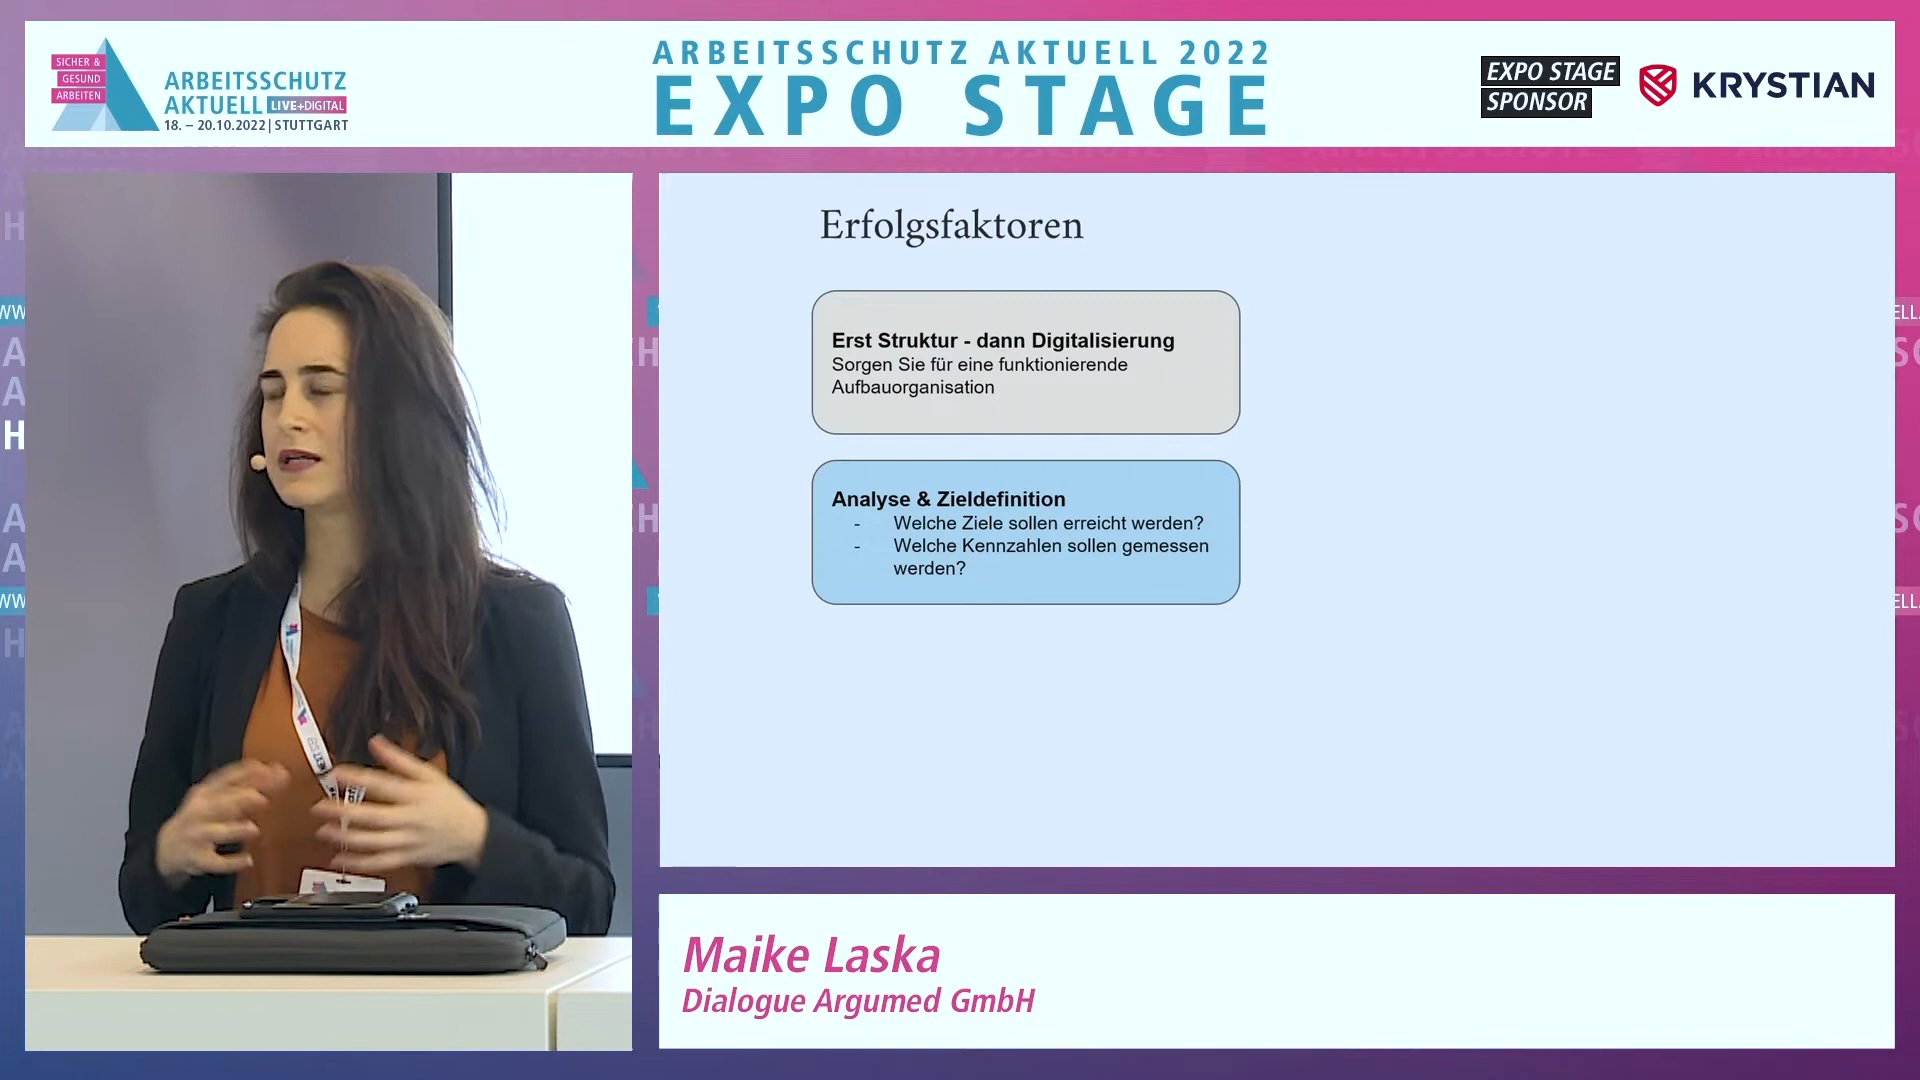 SICHER &
GESUND
ARBEITEN
ARBEITSSCHUTZ
AKTUELL LIVE+DIGITAL
18. – 20.10.2022 | STUTTGART
ARBEITSSCHUTZ AKTUELL 2022
EXPO STAGE
EXPO STAGE
SPONSOR
KRYSTIAN
Erfolgsfaktoren
Erst Struktur - dann Digitalisierung
Sorgen Sie für eine funktionierende
Aufbauorganisation
Analyse & Zieldefinition
- Welche Ziele sollen erreicht werden?
- Welche Kennzahlen sollen gemessen
werden?
Maike Laska
Dialogue Argumed GmbH